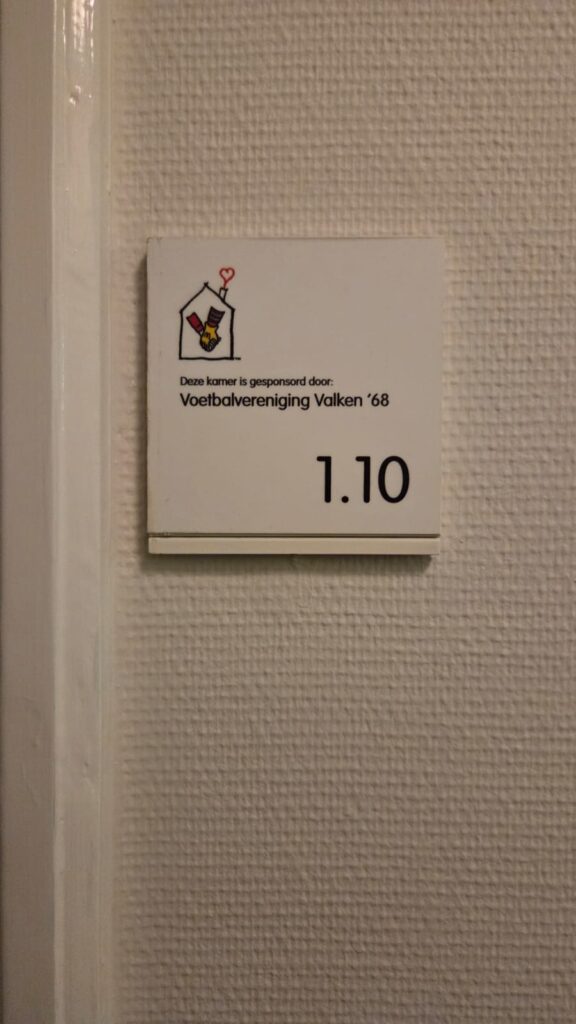 Deze kamer is gesponsord door:
Voetbalvereniging Valken '68
1.10